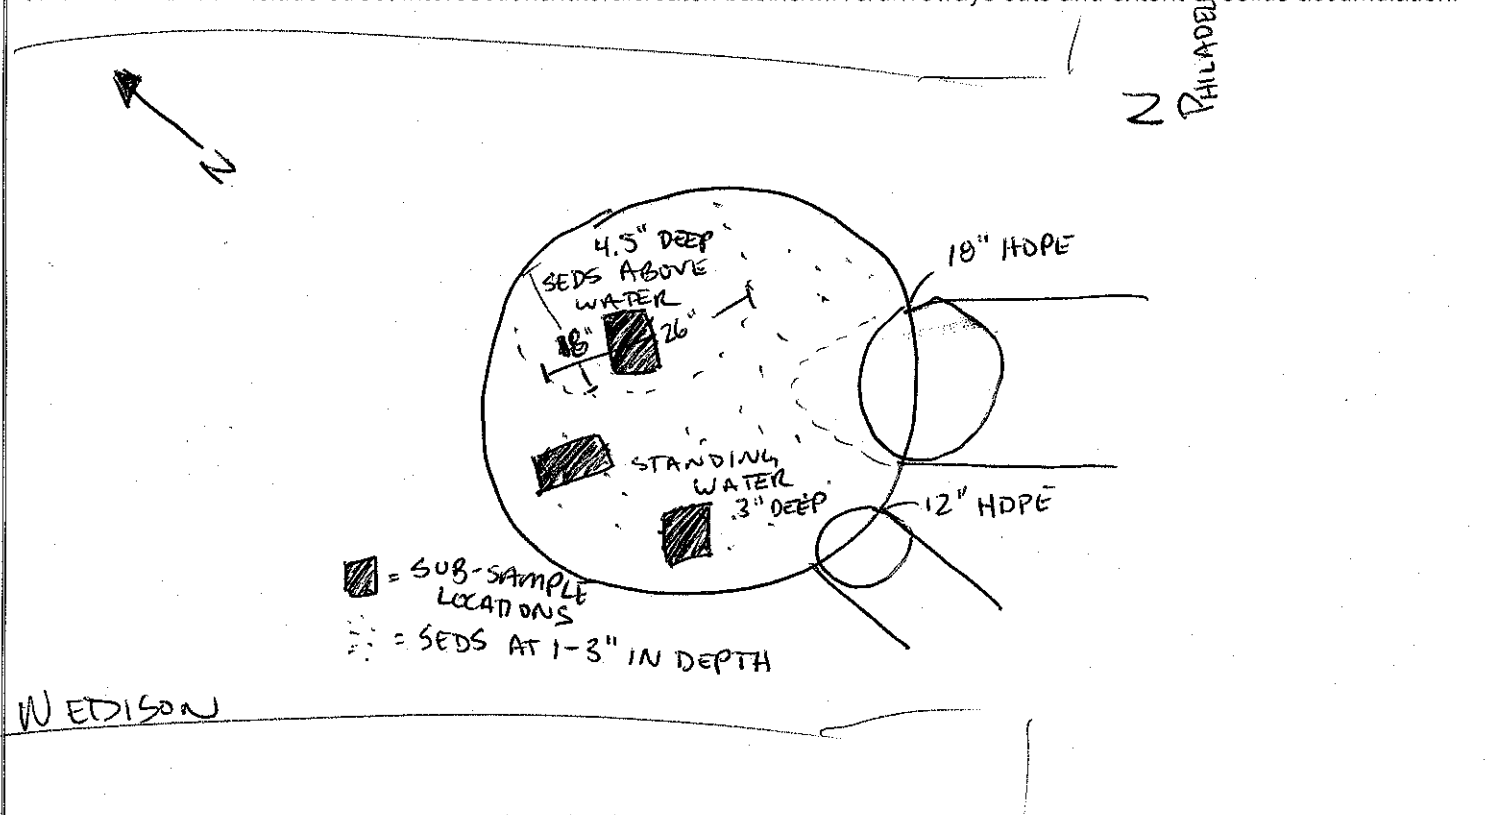 N PHILADEL
N
4.5" DEEP
SEDS ABOVE
WATER
18"
26"
18" HDPE
STANDING
WATER
.3" DEEP
12" HDPE
= SUB-SAMPLE
LOCATIONS
= SEDS AT 1-3" IN DEPTH
N EDISON